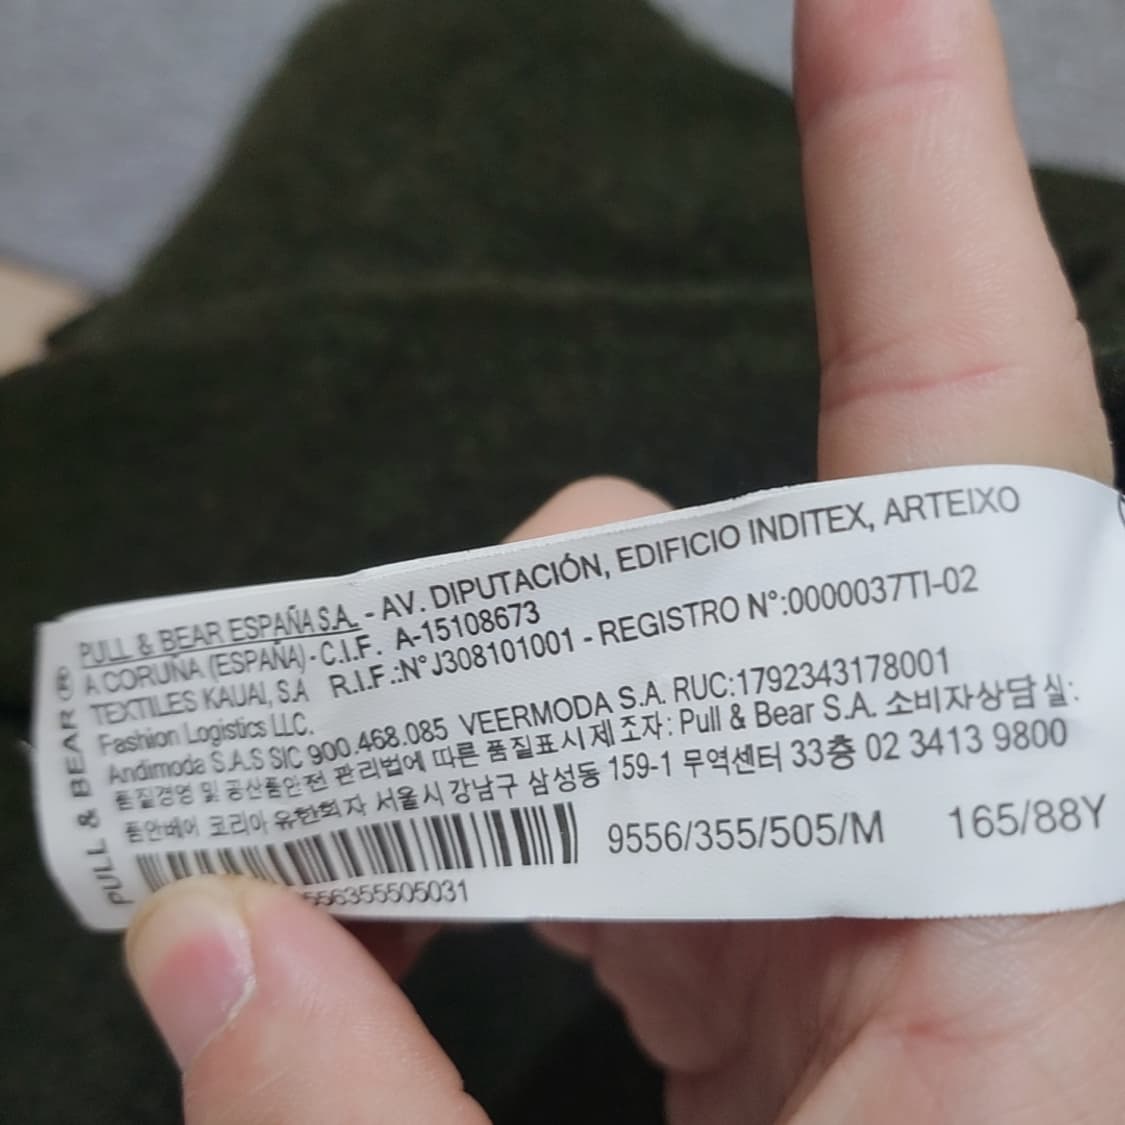 PULL & BEAR ®
PULL & BEAR ESPAÑA S.A. - AV. DIPUTACIÓN, EDIFICIO INDITEX, ARTEIXO
A CORUÑA (ESPAÑA) - C.I.F. A-15108673
TEXTILES KAUAI, S.A R.I.F.:N° J308101001 - REGISTRO N°:0000037TI-02
Fashion Logistics LLC.
Andimoda S.A.S SIC 900.468.085 VEERMODA S.A. RUC:1792343178001
품질경영 및 공산품안전 관리법에 따른 품질표시제 조자: Pull & Bear S.A. 소비자상담 실:
품안베어 코리아 유한회자 서울시 강남구 삼성동 159-1 무역센터 33층 02 3413 9800
9556/355/505/M 165/88Y
556355505031